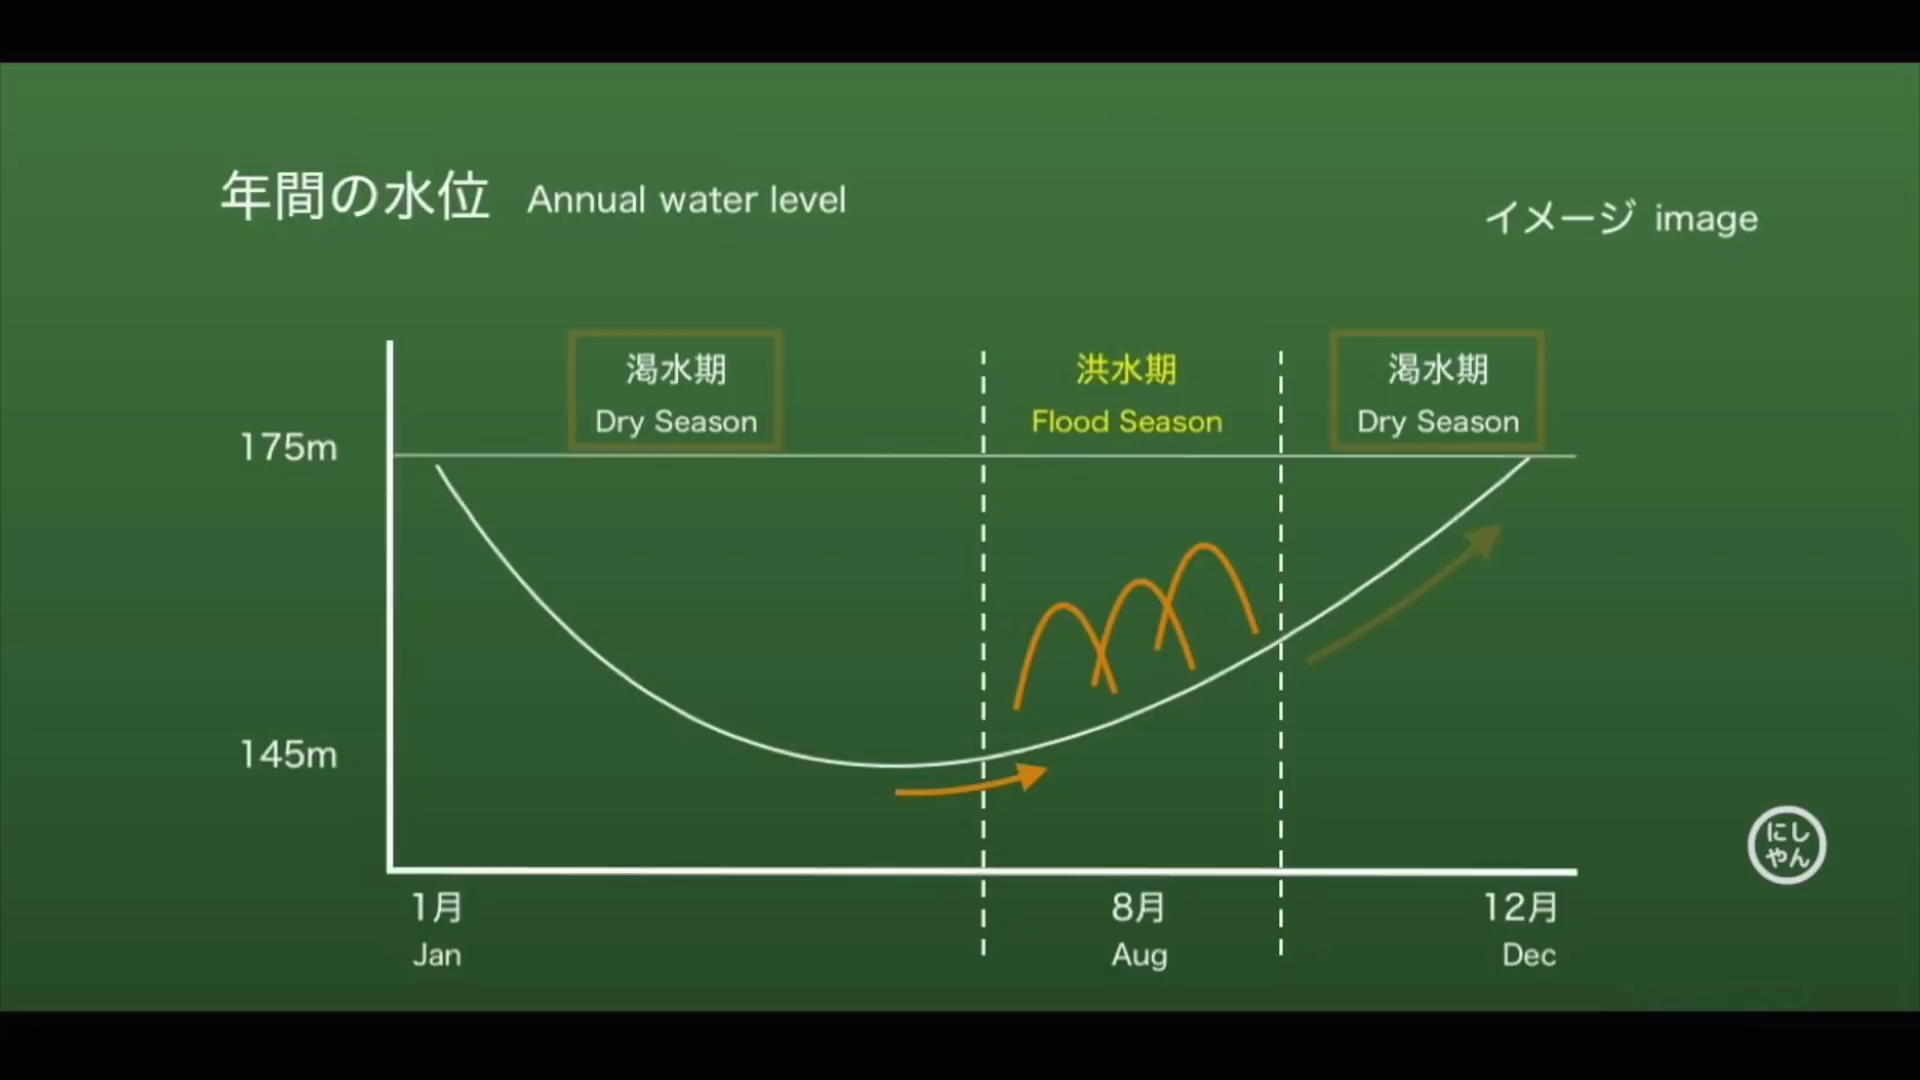 年間の水位 Annual water level
イメージ image
渇水期
Dry Season
洪水期
Flood Season
渇水期
Dry Season
175m
145m
1月
Jan
8月
Aug
12月
Dec
にし
やん